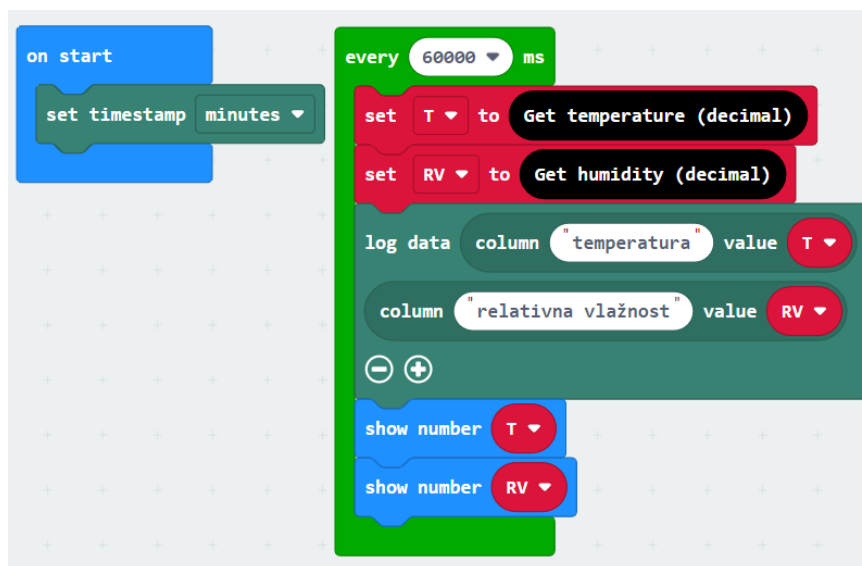 on start
set timestamp minutes
every 60000 ms
set T to Get temperature (decimal)
set RV to Get humidity (decimal)
log data column "temperatura" value T
column "relativna vlažnost" value RV
show number T
show number RV